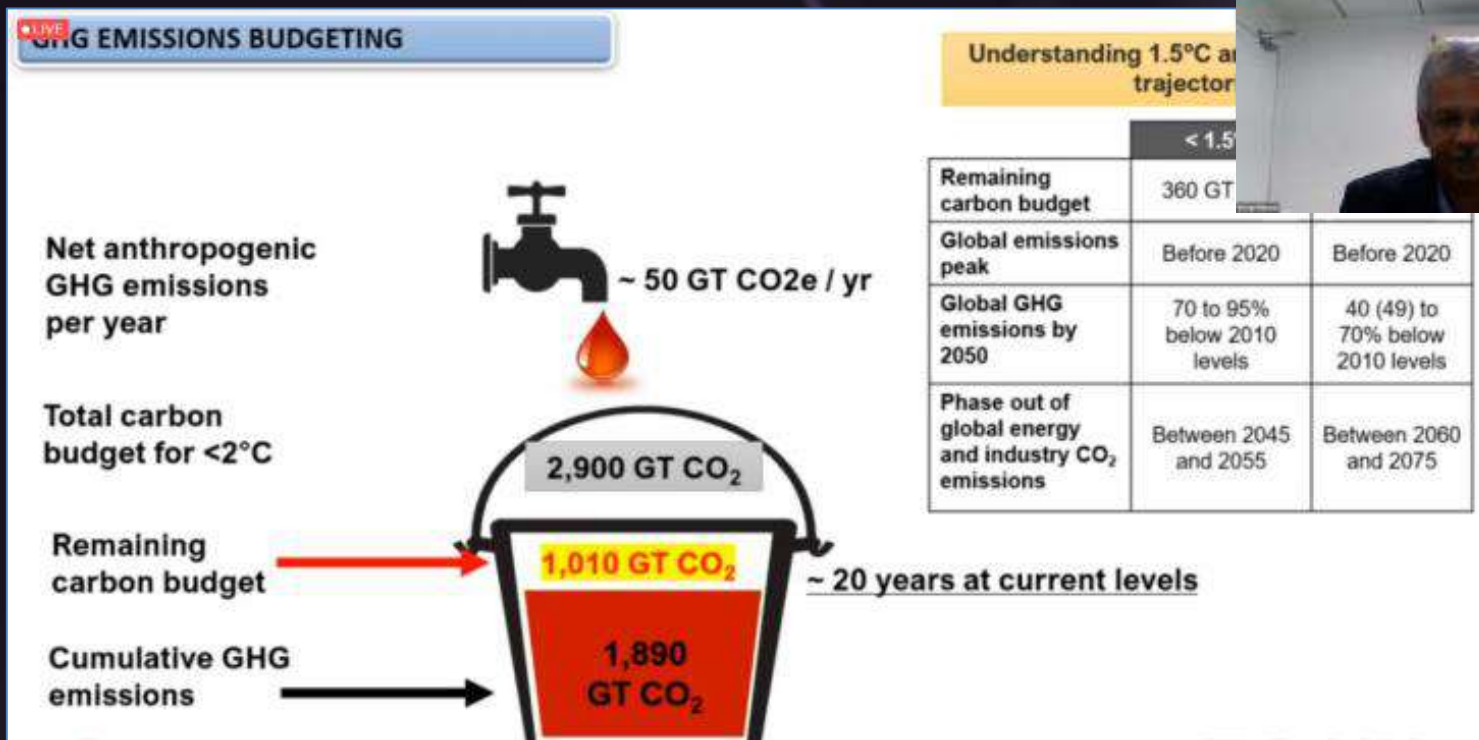 LIVE
GHG EMISSIONS BUDGETING
Understanding 1.5°C
trajector
< 1.5
Remaining
carbon budget
360 GT
Global emissions
peak
Before 2020
Before 2020
Global GHG
emissions by
2050
70 to 95%
below 2010
levels
40 (49) to
70% below
2010 levels
Phase out of
global energy
and industry CO₂
emissions
Between 2045
and 2055
Between 2060
and 2075
Net anthropogenic
GHG emissions
per year
~ 50 GT CO2e / yr
Total carbon
budget for <2°C
2,900 GT CO₂
Remaining
carbon budget
1,010 GT CO₂
~ 20 years at current levels
Cumulative GHG
emissions
1,890
GT CO₂